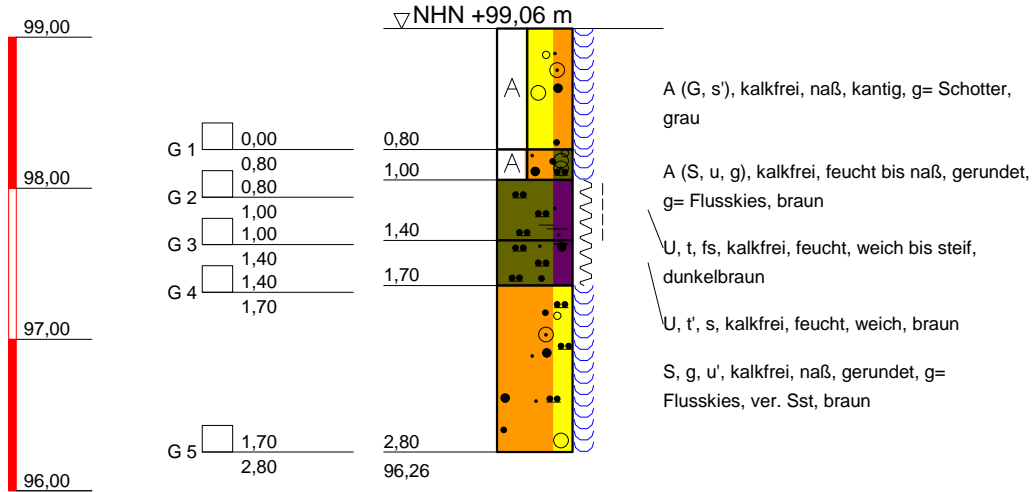 NHN +99,06 m
99,00
98,00
97,00
96,00
G 1
0,00
0,80
G 2
0,80
1,00
G 3
1,00
1,40
G 4
1,40
1,70
G 5
1,70
2,80
0,80
1,00
1,40
1,70
2,80
96,26
A
A
A (G, s'), kalkfrei, naß, kantig, g= Schotter,
grau
A (S, u, g), kalkfrei, feucht bis naß, gerundet,
g= Flusskies, braun
U, t, fs, kalkfrei, feucht, weich bis steif,
dunkelbraun
U, t', s, kalkfrei, feucht, weich, braun
S, g, u', kalkfrei, naß, gerundet, g=
Flusskies, ver. Sst, braun